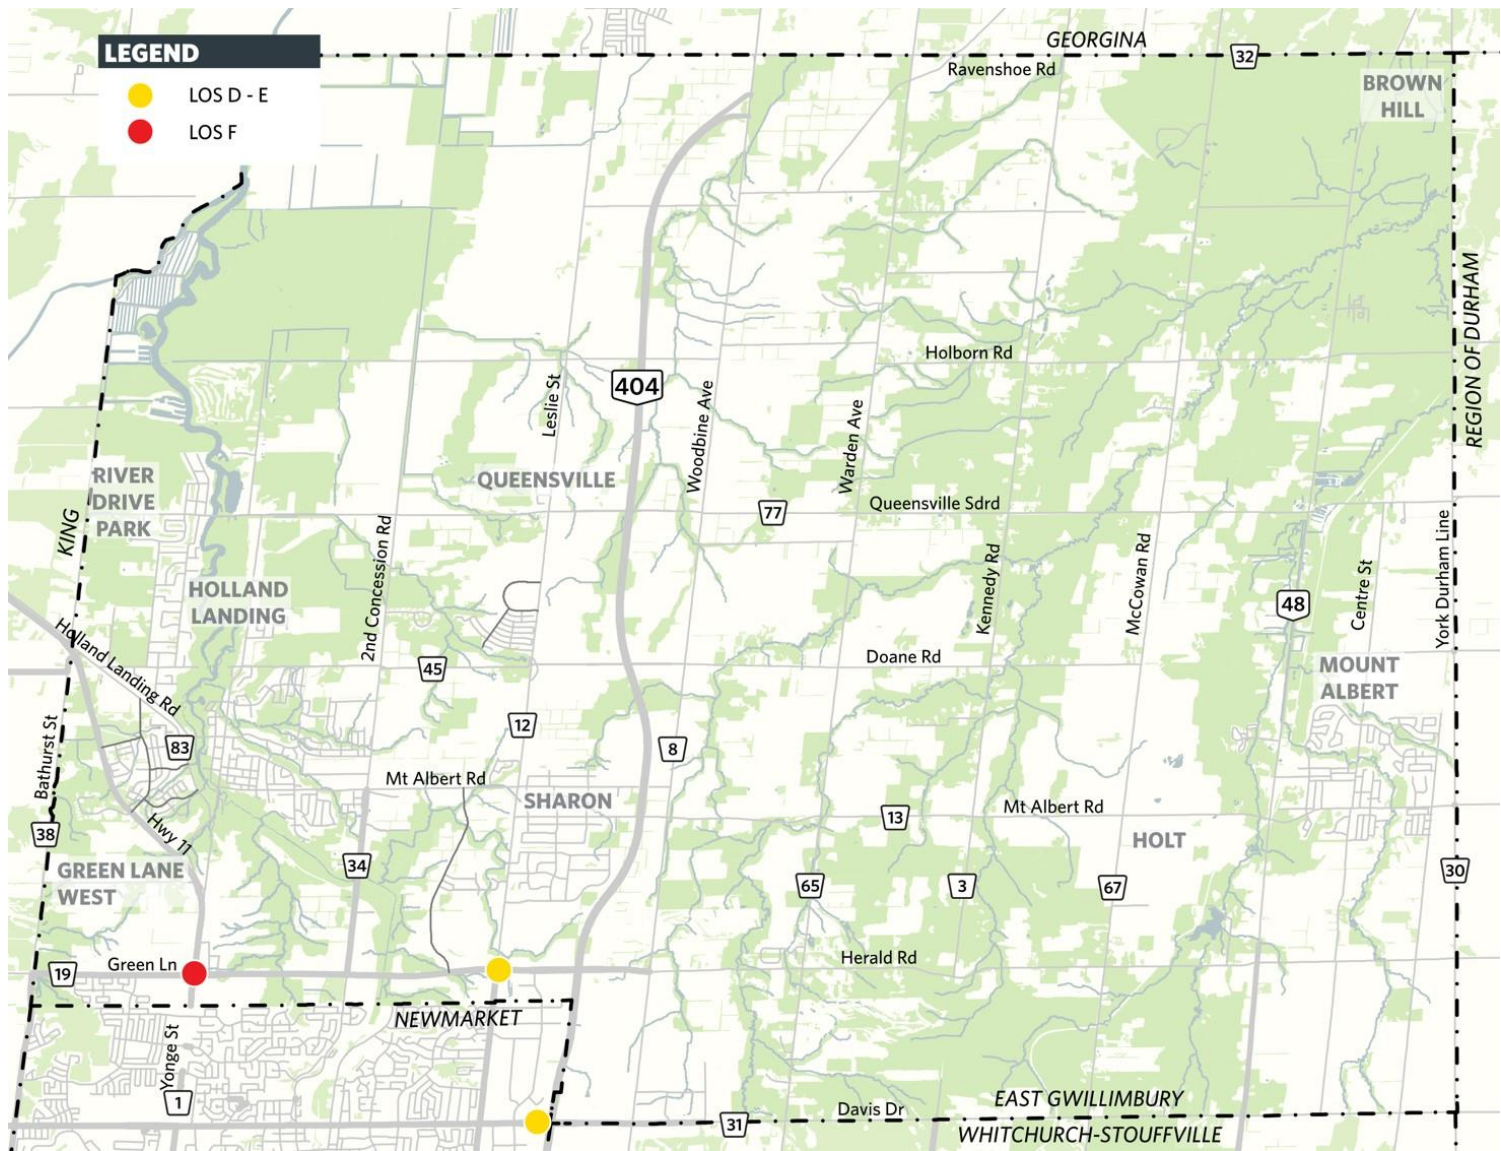 LEGEND
LOS D - E
LOS F
GEORGINA
32
Ravenshoe Rd
BROWN
HILL
REGION OF DURHAM
Holborn Rd
404
Leslie St
Woodbine Ave
Warden Ave
RIVER
DRIVE
PARK
QUEENSVILLE
77
Queensville Sdrd
KING
2nd Concession Rd
Kennedy Rd
McCowan Rd
48
Centre St
York Durham Line
HOLLAND
LANDING
Holland Landing Rd
45
Doane Rd
MOUNT
ALBERT
12
8
83
Bathurst St
Mt Albert Rd
SHARON
13
Mt Albert Rd
38
Hwy 11
HOLT
GREEN LANE
WEST
34
65
3
67
30
19
Green Ln
Herald Rd
NEWMARKET
Yonge St
1
31
Davis Dr
EAST GWILLIMBURY
WHITCHURCH-STOUFFVILLE